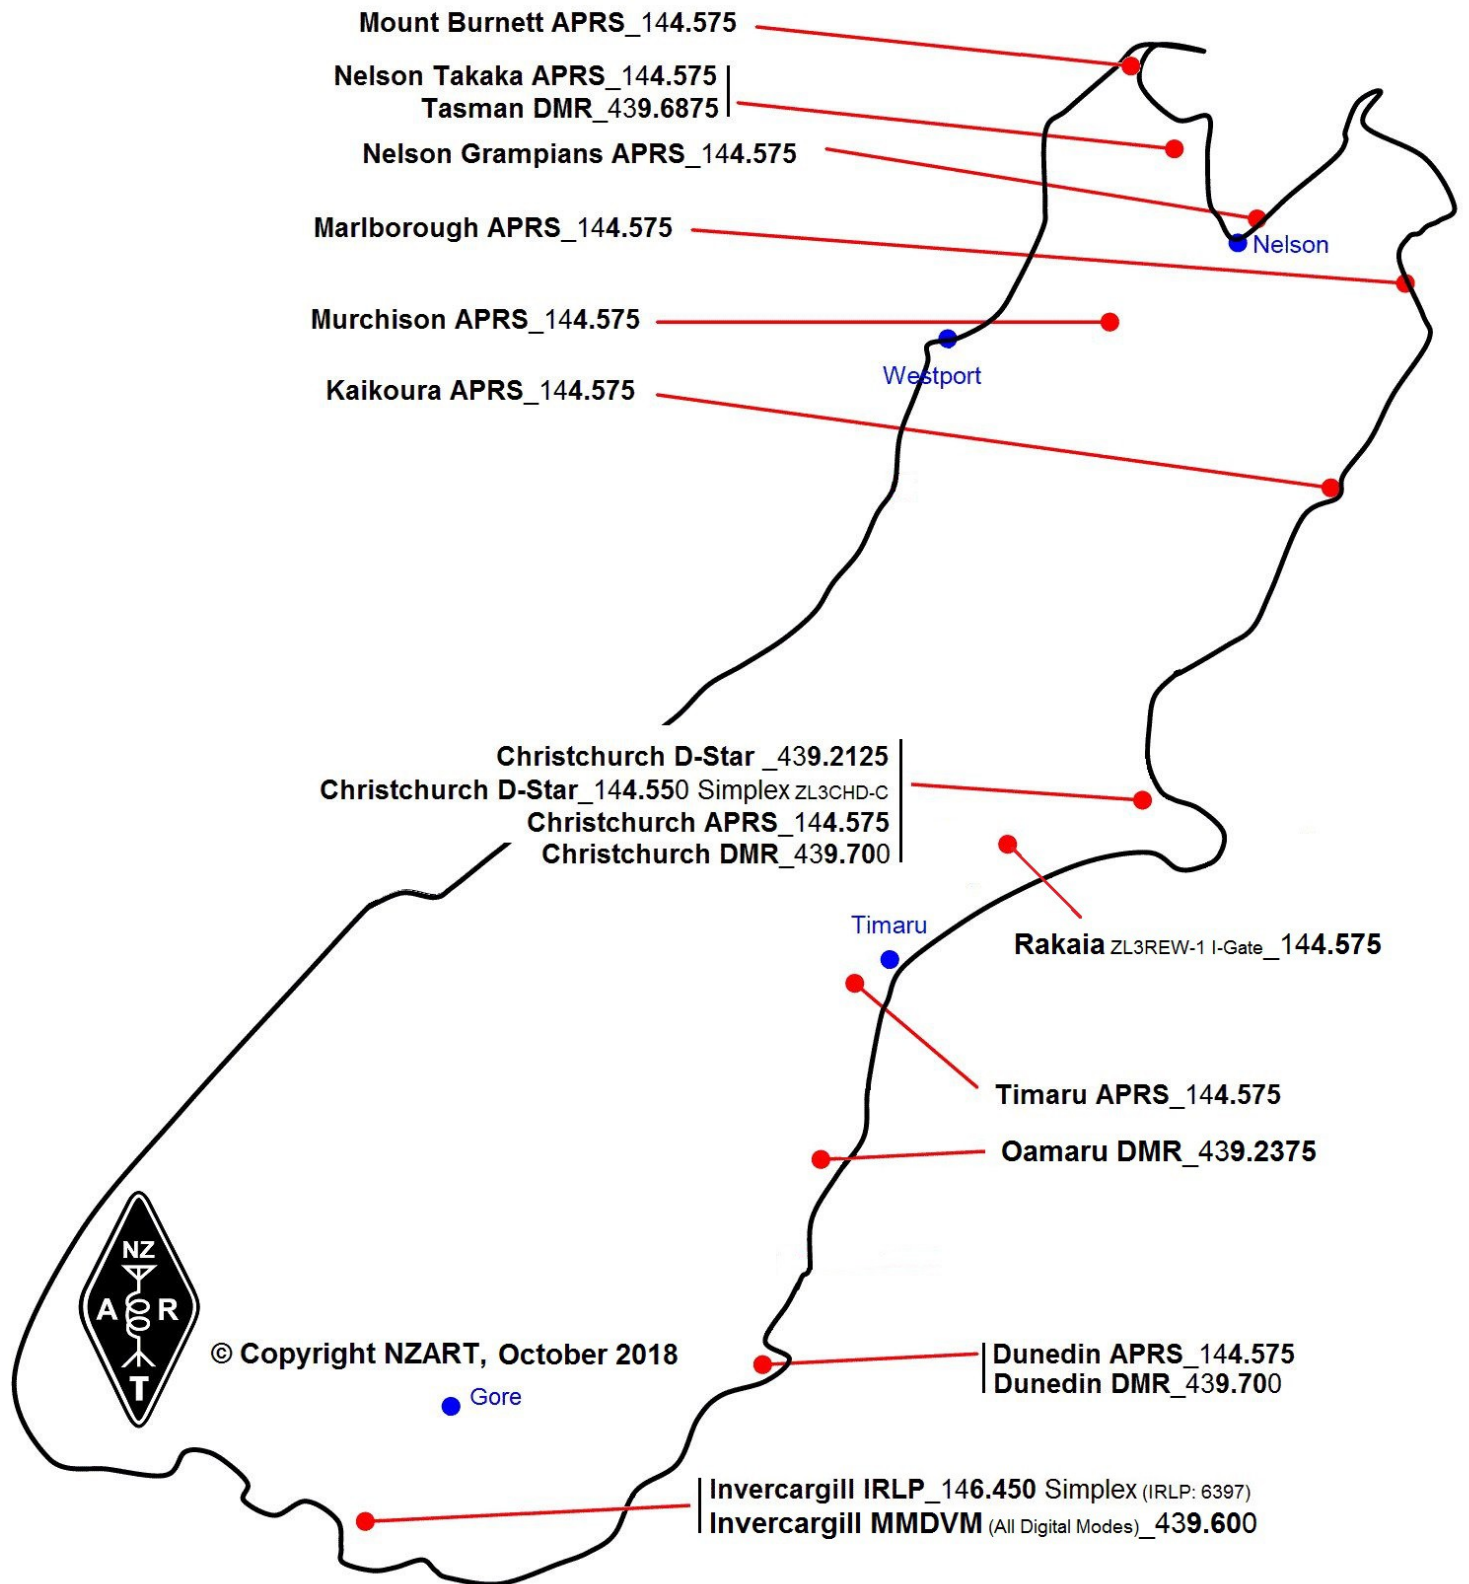 Mount Burnett APRS_144.575
Nelson Takaka APRS_144.575
Tasman DMR_439.6875
Nelson Grampians APRS_144.575
Marlborough APRS_144.575
Nelson
Murchison APRS_144.575
Westport
Kaikoura APRS_144.575
Christchurch D-Star _439.2125
Christchurch D-Star_144.550 Simplex ZL3CHD-C
Christchurch APRS_144.575
Christchurch DMR_439.700
Timaru
Rakaia ZL3REW-1 I-Gate_144.575
Timaru APRS_144.575
Oamaru DMR_439.2375
NZ
A R
T
© Copyright NZART, October 2018
Gore
Dunedin APRS_144.575
Dunedin DMR_439.700
Invercargill IRLP_146.450 Simplex (IRLP: 6397)
Invercargill MMDVM (All Digital Modes)_439.600